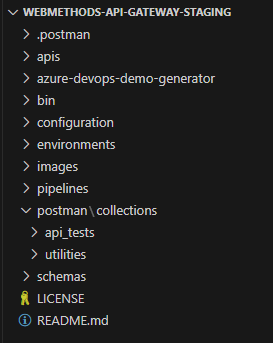 WEBMETHODS-API-GATEWAY-STAGING
.postman
apis
azure-devops-demo-generator
bin
configuration
environments
images
pipelines
postman\collections
api_tests
utilities
schemas
LICENSE
README.md